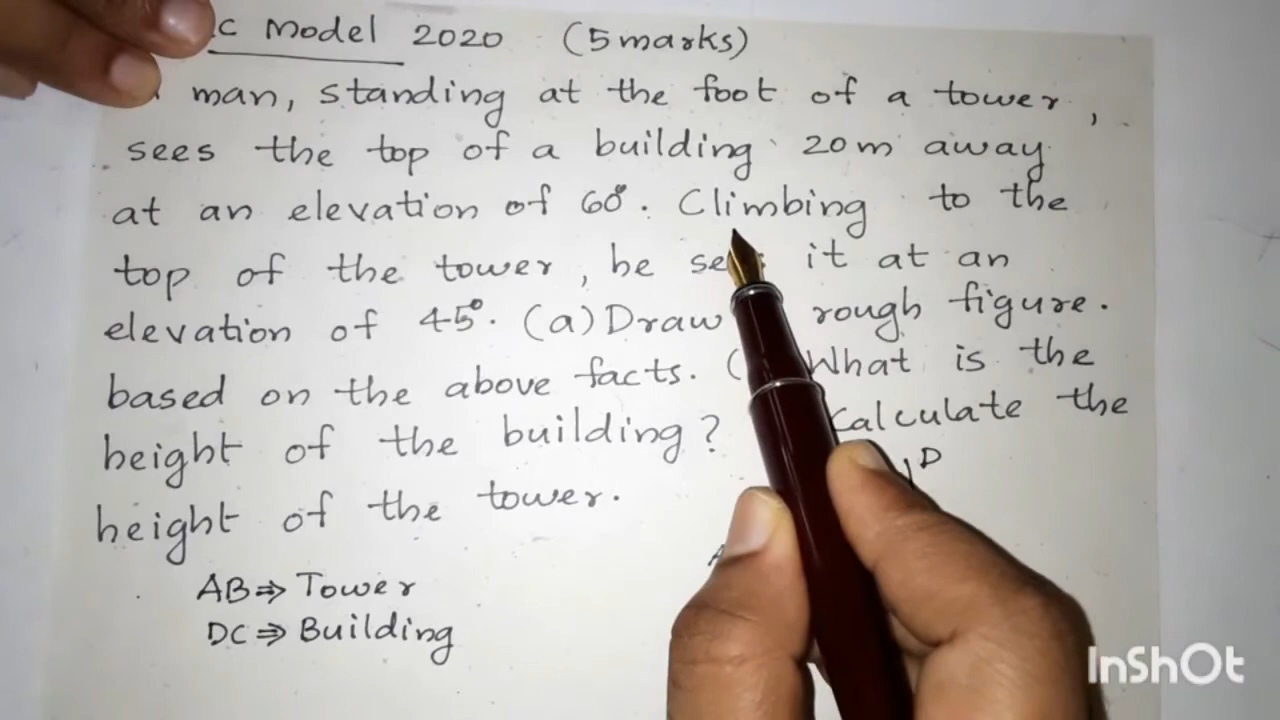 c Model 2020 (5 marks)
man, standing at the foot of a tower,
sees the top of a building 20m away
at an elevation of 60°. Climbing to the
top of the tower, he it at an
elevation of 45°. (a) Draw rough figure.
based on the above facts. ( What is the
height of the building? Calculate the
height of the tower.
D
A
AB ⇒ Tower
DC ⇒ Building
InShOt